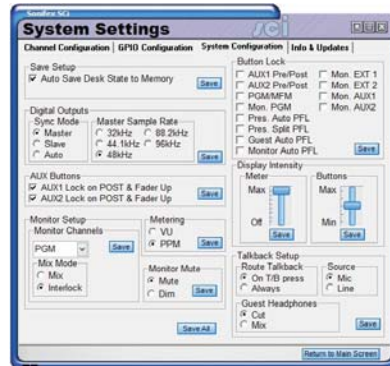 Sonifex SCi
System Settings
sci
Channel Configuration
GPIO Configuration
System Configuration
Info & Updates
Save Setup
Auto Save Desk State to Memory
Save
Digital Outputs
Sync Mode
Master
Slave
Auto
Master Sample Rate
32kHz
88.2kHz
44.1kHz
96kHz
48kHz
Save
AUX Buttons
AUX1 Lock on POST & Fader Up
AUX2 Lock on POST & Fader Up
Save
Monitor Setup
Monitor Channels
PGM
Save
Mix Mode
Mix
Interlock
Metering
VU
PPM
Save
Monitor Mute
Mute
Dim
Save
Save All
Button Lock
AUX1 Pre/Post
Mon. EXT 1
AUX2 Pre/Post
Mon. EXT 2
PGM/MFM
Mon. AUX1
Mon. PGM
Mon. AUX2
Pres. Auto PFL
Pres. Split PFL
Guest Auto PFL
Monitor Auto PFL
Save
Display Intensity
Meter
Max
Off
Save
Buttons
Max
Min
Save
Talkback Setup
Route Talkback
On T/B press
Always
Source
Mic
Line
Guest Headphones
Cut
Mix
Save
Return to Main Screen